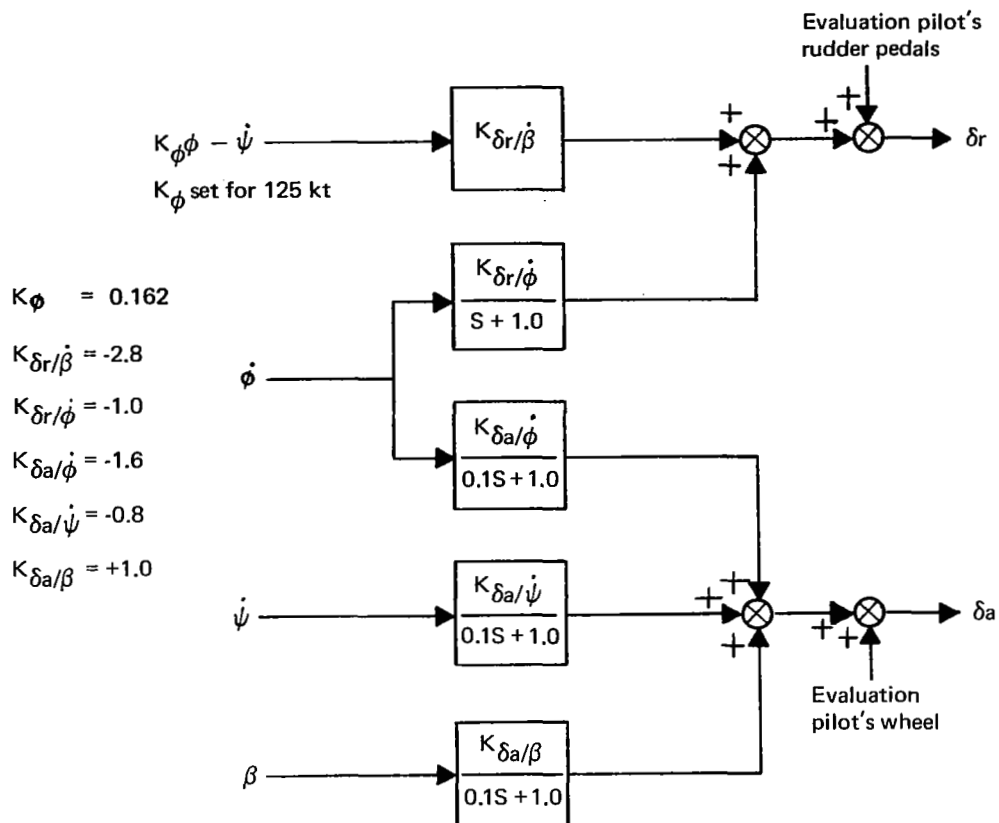 Evaluation pilot's
rudder pedals
K_ϕ ϕ − ψ̇
K_δr/β̇
+
+
+
+
δr
K_ϕ set for 125 kt
K_δr/ϕ̇
S + 1.0
K_ϕ = 0.162
K_δr/β̇ = -2.8
K_δr/ϕ̇ = -1.0
K_δa/ϕ̇ = -1.6
K_δa/ψ̇ = -0.8
K_δa/β = +1.0
ϕ̇
K_δa/ϕ̇
0.1S + 1.0
ψ̇
K_δa/ψ̇
0.1S + 1.0
+
+
+
+
+
δa
Evaluation
pilot's wheel
β
K_δa/β
0.1S + 1.0